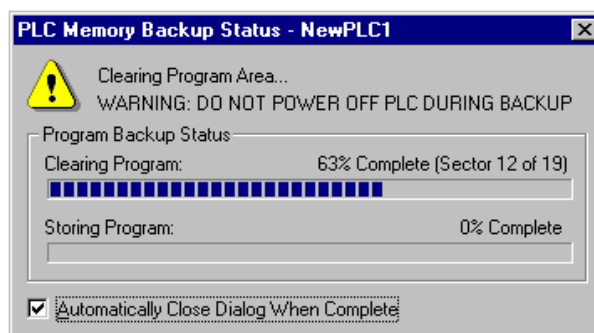 PLC Memory Backup Status - NewPLC1
Clearing Program Area...
WARNING: DO NOT POWER OFF PLC DURING BACKUP
Program Backup Status
Clearing Program: 63% Complete (Sector 12 of 19)
Storing Program: 0% Complete
Automatically Close Dialog When Complete